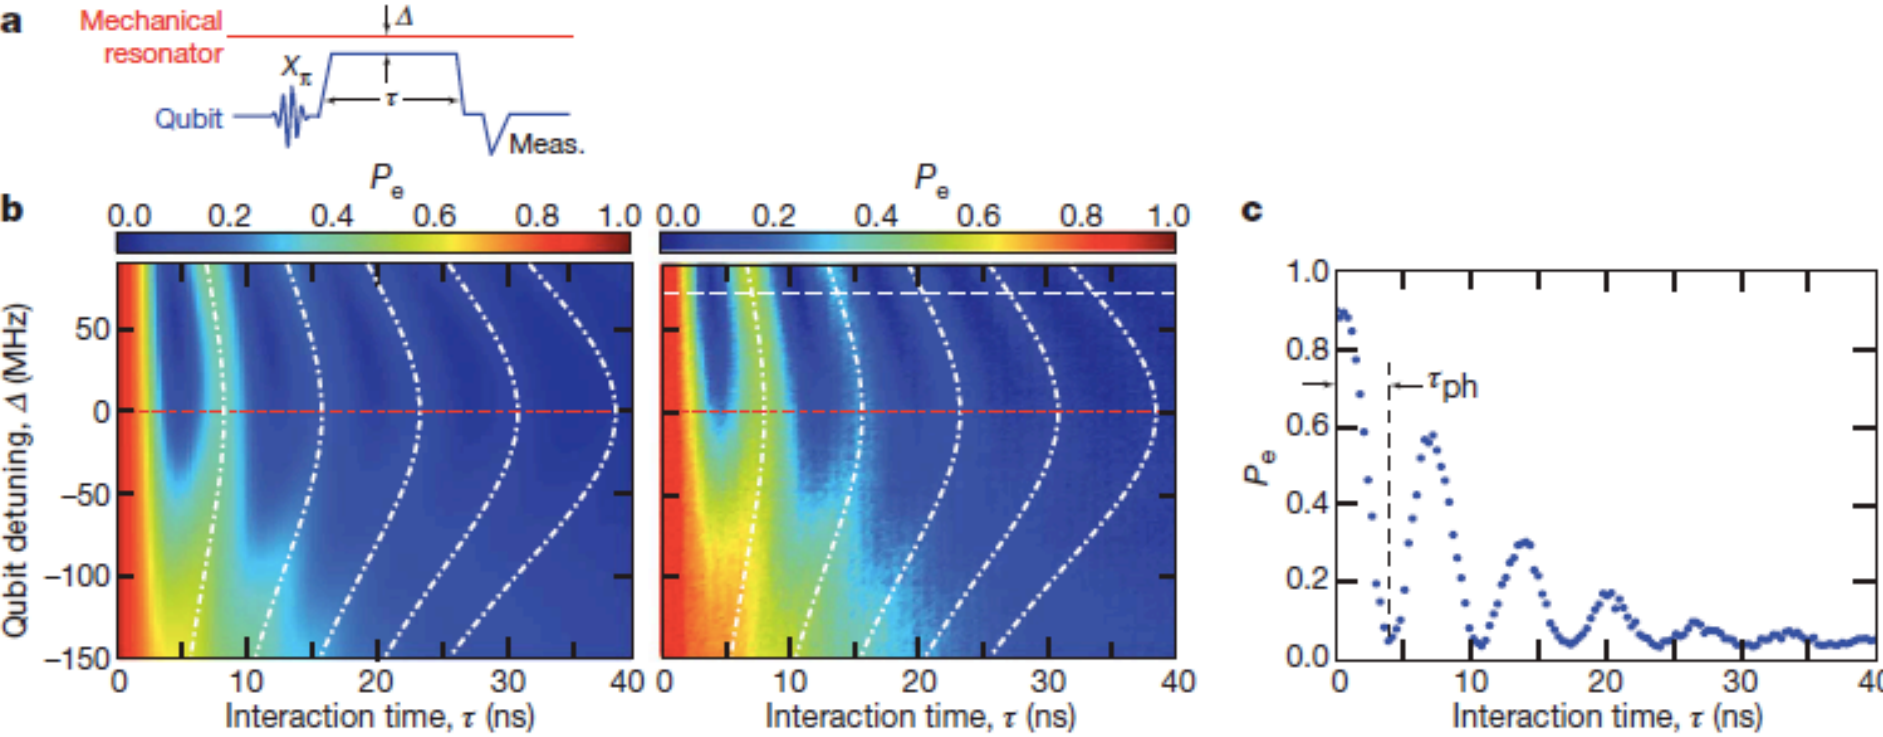 a
Mechanical
resonator
Δ
Xπ
τ
Qubit
Meas.
b
Pe
0.0 0.2 0.4 0.6 0.8 1.0
Pe
0.0 0.2 0.4 0.6 0.8 1.0
Qubit detuning, Δ (MHz)
50
0
−50
−100
−150
0 10 20 30 40
Interaction time, τ (ns)
0 10 20 30 40
Interaction time, τ (ns)
c
Pe
1.0
0.8
0.6
0.4
0.2
0.0
τph
0 10 20 30 40
Interaction time, τ (ns)